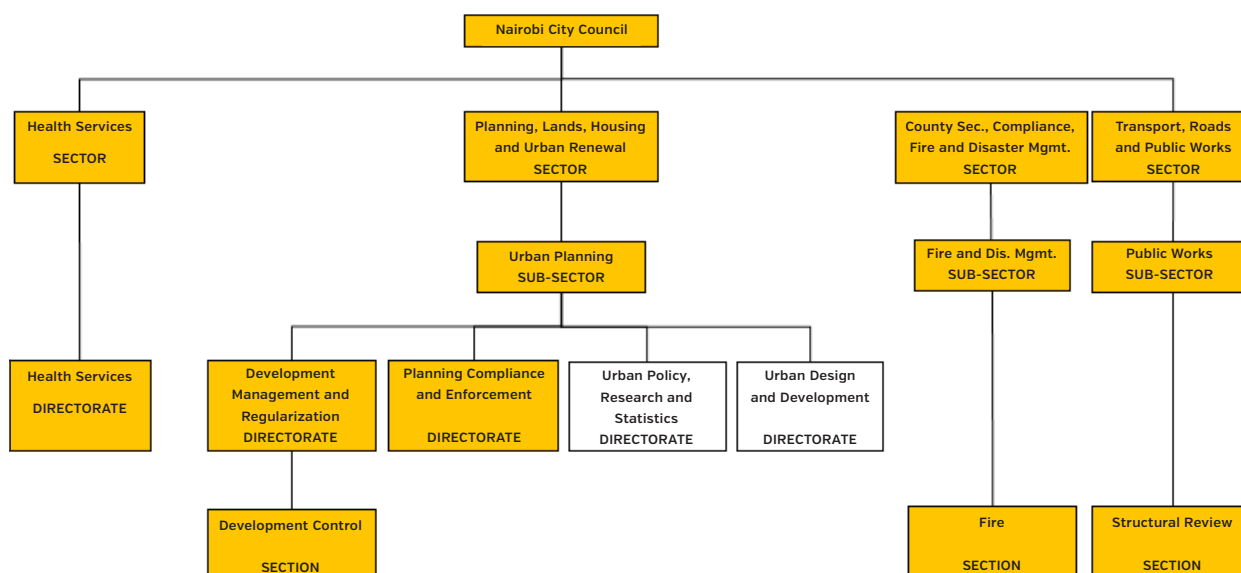 Nairobi City Council
Health Services
SECTOR
Planning, Lands, Housing
and Urban Renewal
SECTOR
County Sec., Compliance,
Fire and Disaster Mgmt.
SECTOR
Transport, Roads
and Public Works
SECTOR
Urban Planning
SUB-SECTOR
Fire and Dis. Mgmt.
SUB-SECTOR
Public Works
SUB-SECTOR
Health Services
DIRECTORATE
Development
Management and
Regularization
DIRECTORATE
Planning Compliance
and Enforcement
DIRECTORATE
Urban Policy,
Research and
Statistics
DIRECTORATE
Urban Design
and Development
DIRECTORATE
Development Control
SECTION
Fire
SECTION
Structural Review
SECTION